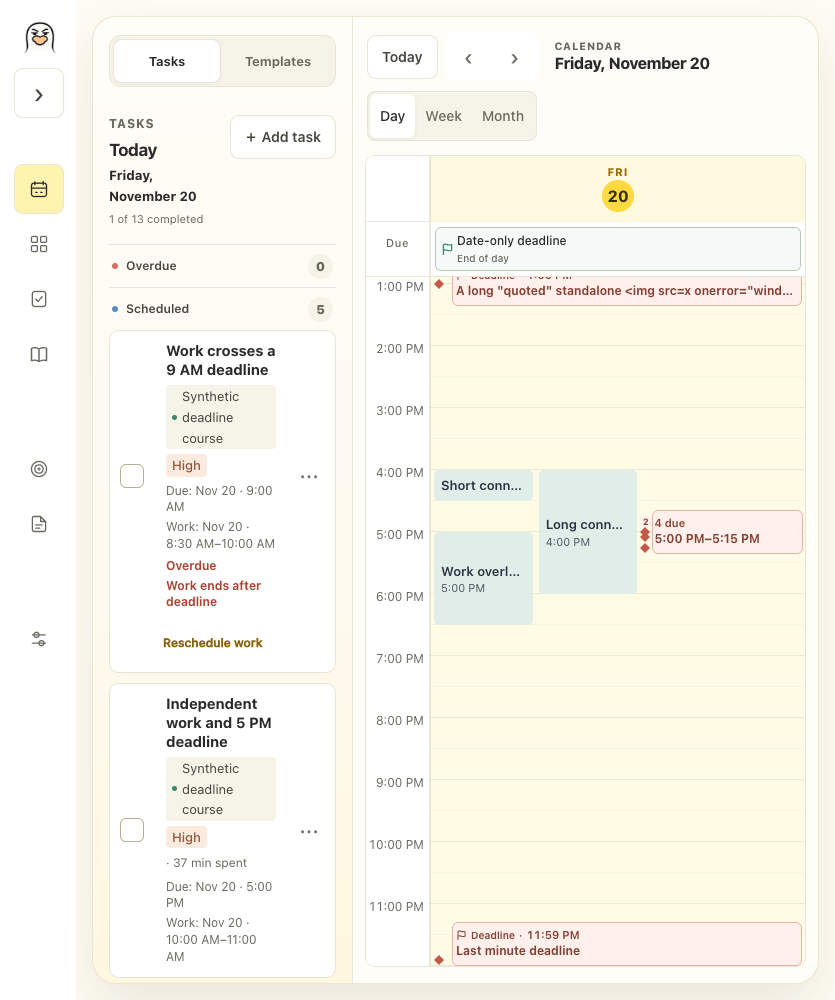 Tasks
Templates
TASKS
Today
Friday,
November 20
1 of 13 completed
+ Add task
Overdue
0
Scheduled
5
Work crosses a
9 AM deadline
Synthetic
deadline
course
High
Due: Nov 20 · 9:00
AM
Work: Nov 20 ·
8:30 AM–10:00 AM
Overdue
Work ends after
deadline
Reschedule work
Independent
work and 5 PM
deadline
Synthetic
deadline
course
High
· 37 min spent
Due: Nov 20 · 5:00
PM
Work: Nov 20 ·
10:00 AM–11:00
AM
Today
CALENDAR
Friday, November 20
Day
Week
Month
FRI
20
Due
Date-only deadline
End of day
1:00 PM
Deadline · 1:00 PM
A long "quoted" standalone <img src=x onerror="wind...
2:00 PM
3:00 PM
4:00 PM
Short conn...
Long conn...
4:00 PM
2
4 due
5:00 PM–5:15 PM
5:00 PM
Work overl...
5:00 PM
6:00 PM
7:00 PM
8:00 PM
9:00 PM
10:00 PM
11:00 PM
Deadline · 11:59 PM
Last minute deadline